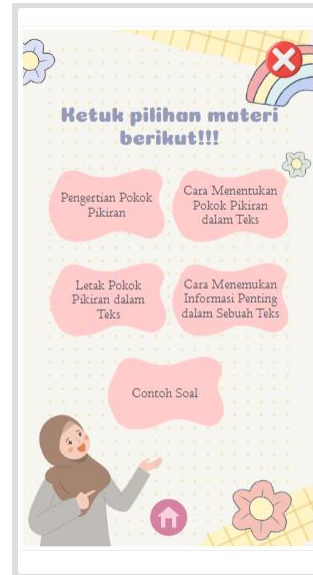 Ketuk pilihan materi
berikut!!!
Pengertian Pokok
Pikiran
Cara Menentukan
Pokok Pikiran
dalam Teks
Letak Pokok
Pikiran dalam
Teks
Cara Menemukan
Informasi Penting
dalam Sebuah Teks
Contoh Soal